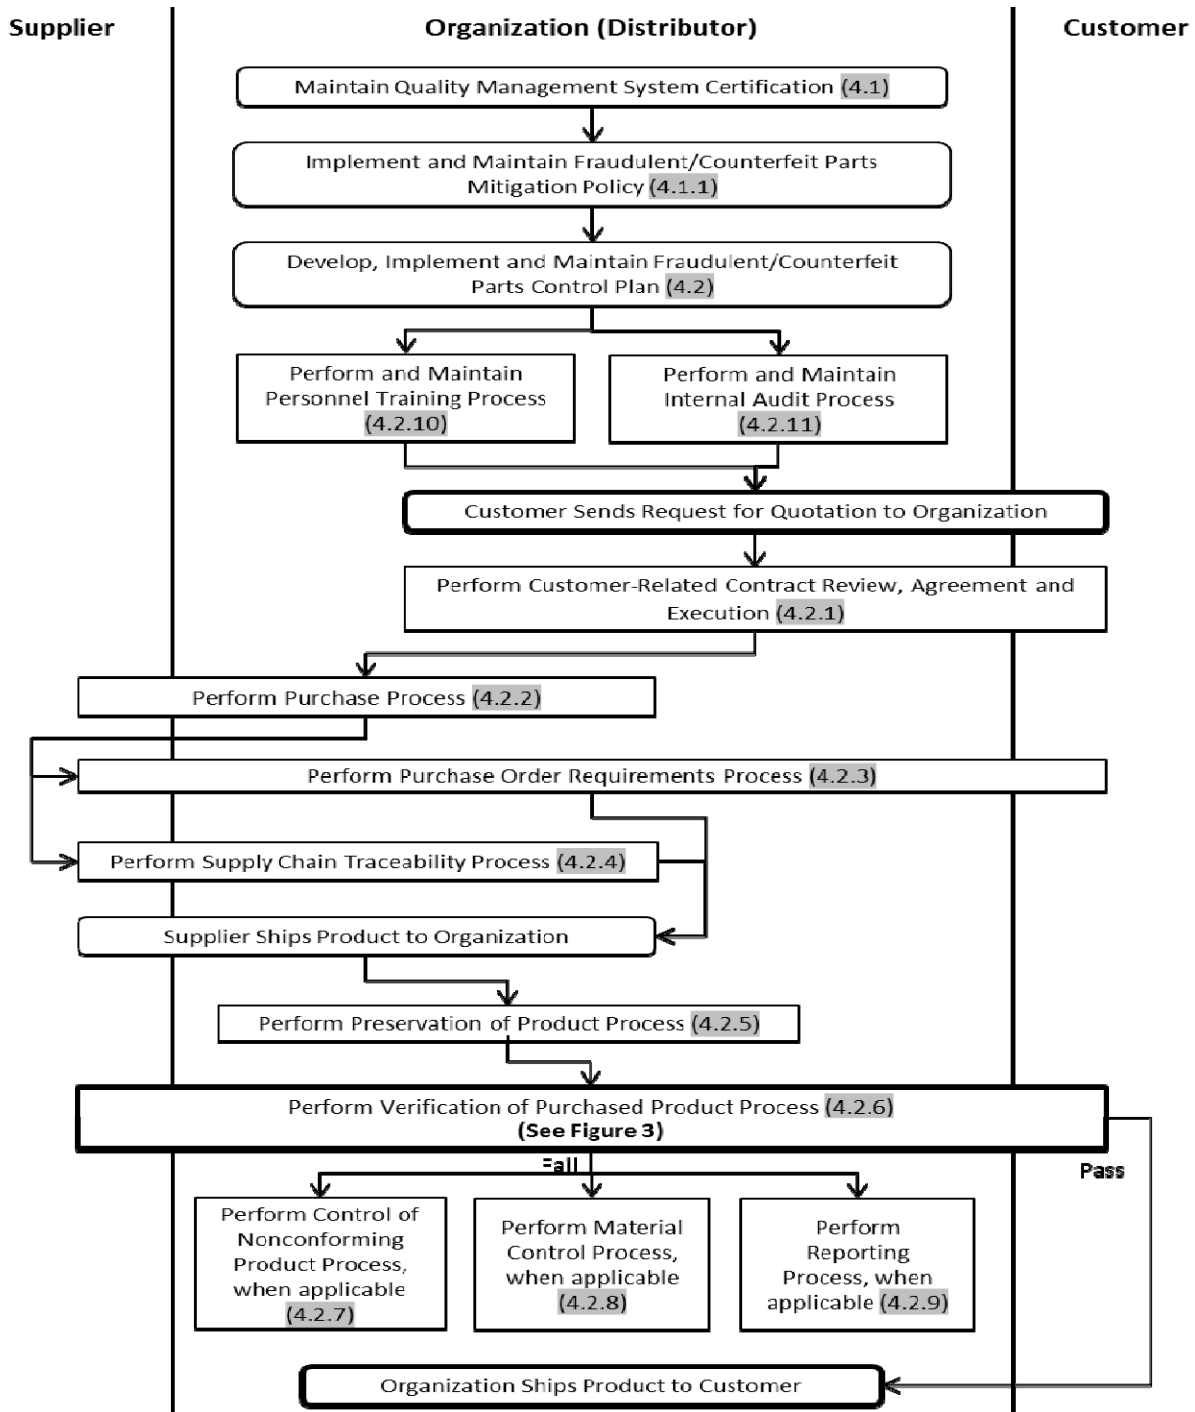 Supplier
Organization (Distributor)
Customer
Maintain Quality Management System Certification (4.1)
Implement and Maintain Fraudulent/Counterfeit Parts
Mitigation Policy (4.1.1)
Develop, Implement and Maintain Fraudulent/Counterfeit
Parts Control Plan (4.2)
Perform and Maintain
Personnel Training Process
(4.2.10)
Perform and Maintain
Internal Audit Process
(4.2.11)
Customer Sends Request for Quotation to Organization
Perform Customer-Related Contract Review, Agreement and
Execution (4.2.1)
Perform Purchase Process (4.2.2)
Perform Purchase Order Requirements Process (4.2.3)
Perform Supply Chain Traceability Process (4.2.4)
Supplier Ships Product to Organization
Perform Preservation of Product Process (4.2.5)
Perform Verification of Purchased Product Process (4.2.6)
(See Figure 3)
Fail
Pass
Perform Control of
Nonconforming
Product Process,
when applicable
(4.2.7)
Perform Material
Control Process,
when applicable
(4.2.8)
Perform
Reporting
Process, when
applicable (4.2.9)
Organization Ships Product to Customer